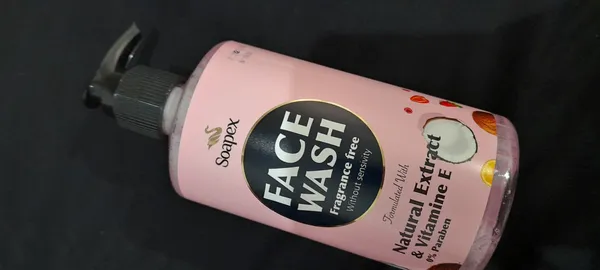 Soapex
FACE
WASH
Fragrance free
Without sensivity
Formulated With
Natural Extract
& Vitamine E
0% Paraben